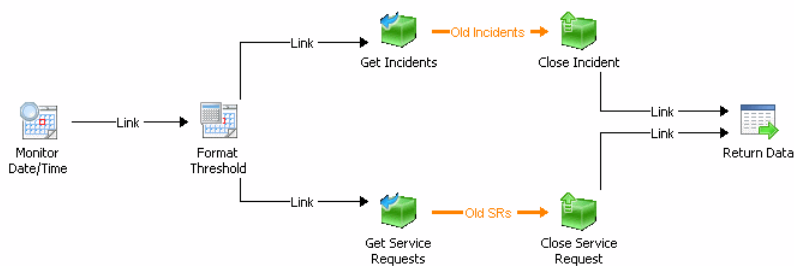 Link
Old Incidents
Get Incidents
Close Incident
Link
Link
Monitor
Date/Time
Format
Threshold
Link
Return Data
Link
Old SRs
Get Service
Requests
Close Service
Request